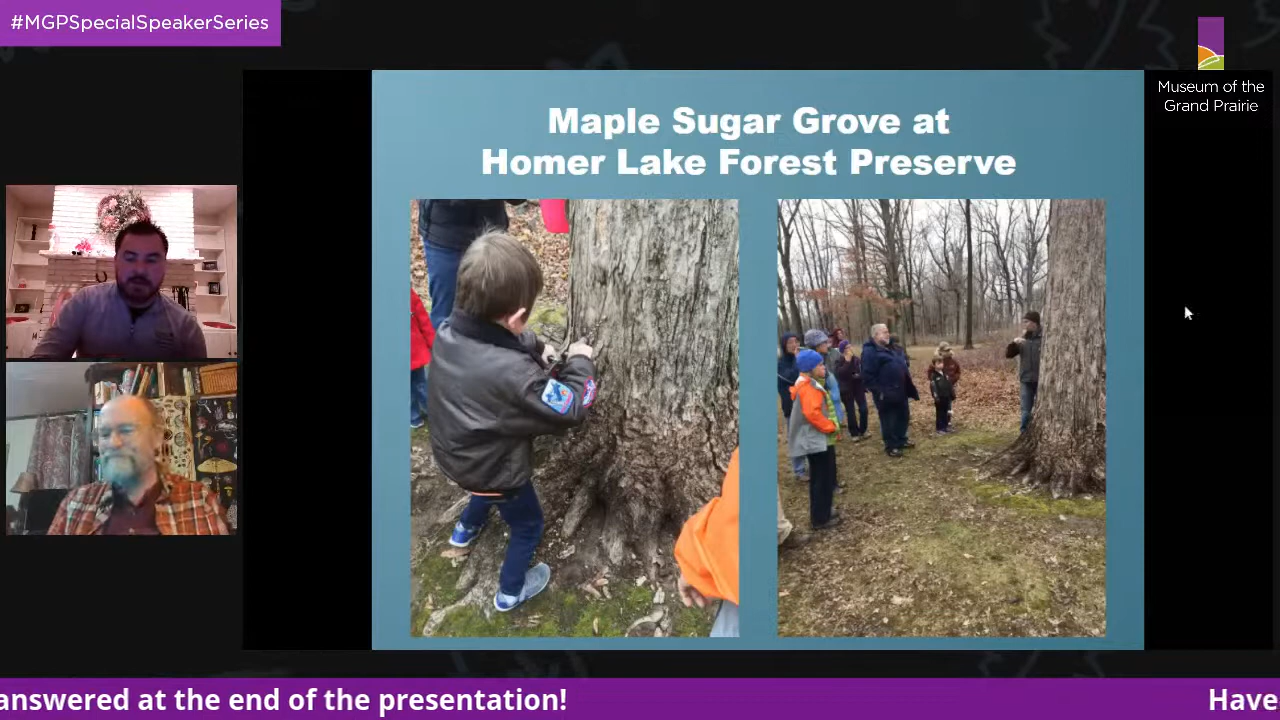 #MGPSpecialSpeakerSeries
Museum of the
Grand Prairie
Maple Sugar Grove at
Homer Lake Forest Preserve
answered at the end of the presentation!
Have